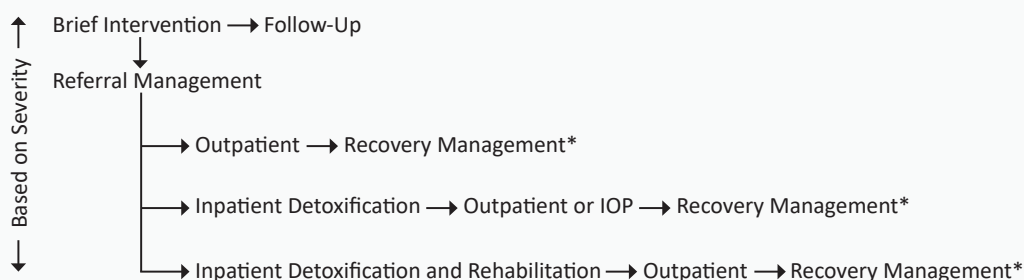 Based on Severity
Brief Intervention → Follow-Up
Referral Management
Outpatient → Recovery Management*
Inpatient Detoxification → Outpatient or IOP → Recovery Management*
Inpatient Detoxification and Rehabilitation → Outpatient → Recovery Management*